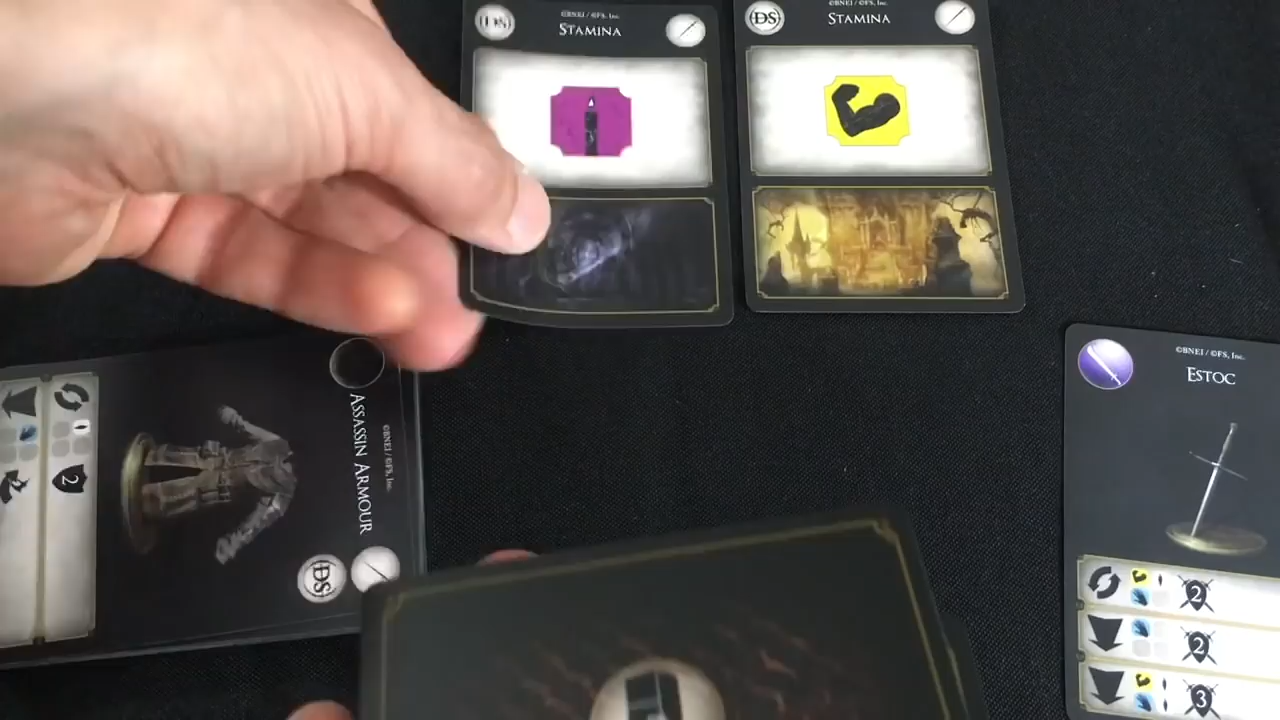 DS
©BNEI / ©FS, Inc.
STAMINA
DS
©BNEI / ©FS, Inc.
STAMINA
©BNEI / ©FS, Inc.
ASSASSIN ARMOUR
DS
2
©BNEI / ©FS, Inc.
ESTOC
2
2
3